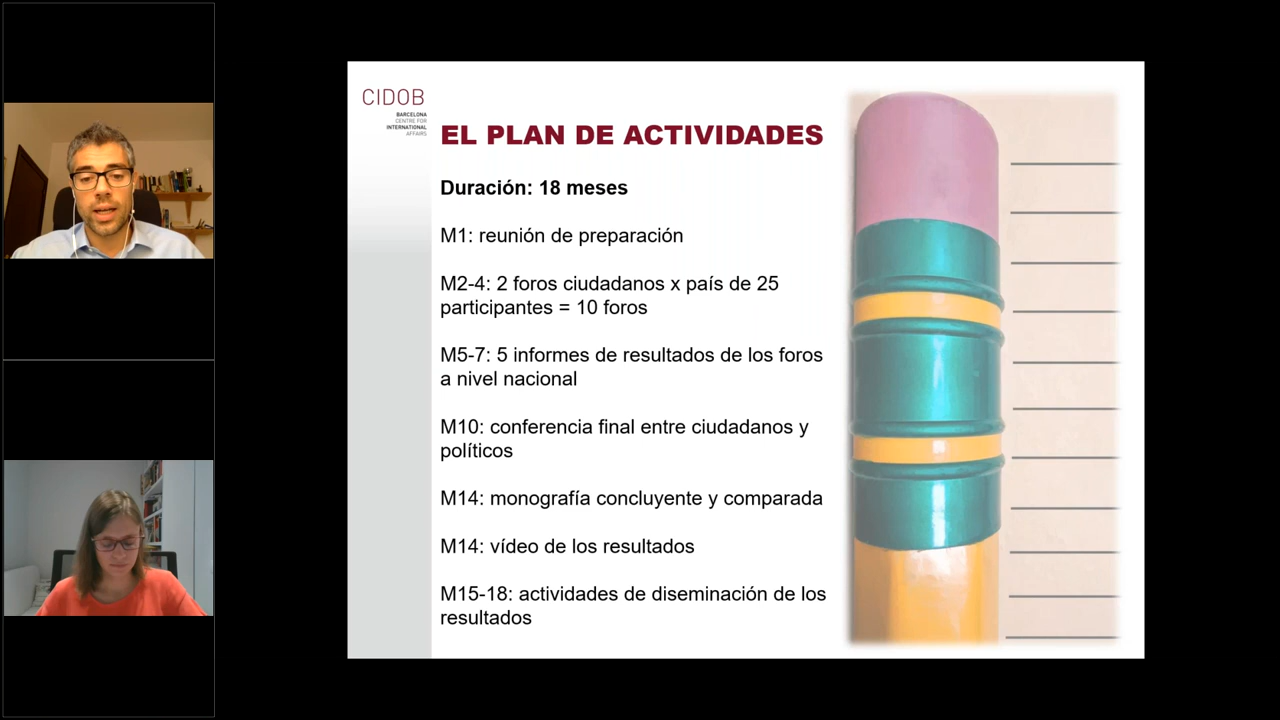 CIDOB
BARCELONA
CENTRE FOR
INTERNATIONAL
AFFAIRS
EL PLAN DE ACTIVIDADES
Duración: 18 meses
M1: reunión de preparación
M2-4: 2 foros ciudadanos x país de 25
participantes = 10 foros
M5-7: 5 informes de resultados de los foros
a nivel nacional
M10: conferencia final entre ciudadanos y
políticos
M14: monografía concluyente y comparada
M14: vídeo de los resultados
M15-18: actividades de diseminación de los
resultados